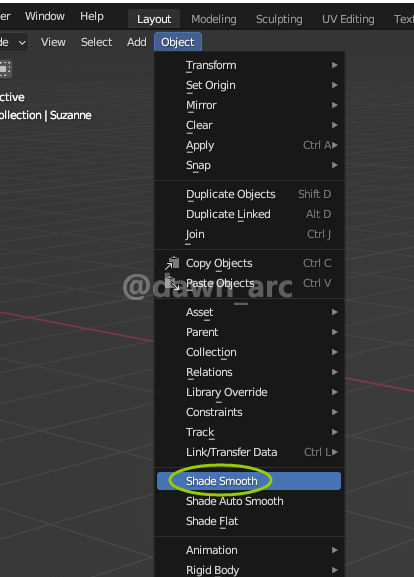 er Window Help Layout Modeling Sculpting UV Editing Tex
de View Select Add Object
ctive
ollection | Suzanne
Transform
Set Origin
Mirror
Clear
Apply Ctrl A
Snap
Duplicate Objects Shift D
Duplicate Linked Alt D
Join Ctrl J
Copy Objects Ctrl C
Paste Objects Ctrl V
@dawn_arc
Asset
Parent
Collection
Relations
Library Override
Constraints
Track
Link/Transfer Data Ctrl L
Shade Smooth
Shade Auto Smooth
Shade Flat
Animation
Rigid Body